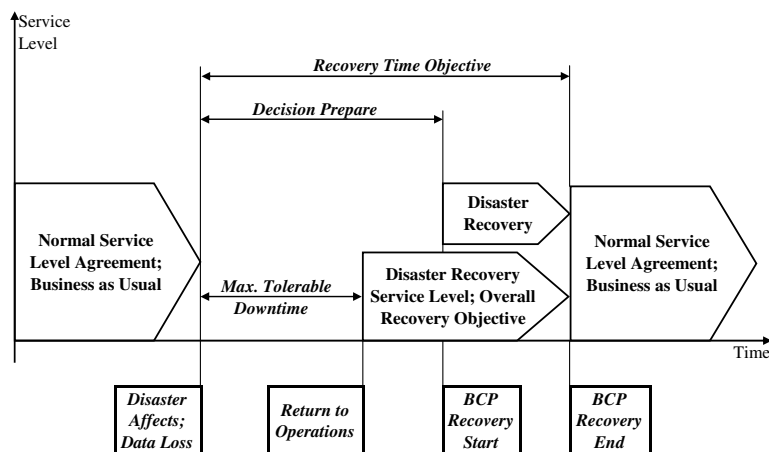 Service
Level
Recovery Time Objective
Decision Prepare
Disaster
Recovery
Normal Service
Level Agreement;
Business as Usual
Max. Tolerable
Downtime
Disaster Recovery
Service Level; Overall
Recovery Objective
Normal Service
Level Agreement;
Business as Usual
Time
Disaster
Affects;
Data Loss
Return to
Operations
BCP
Recovery
Start
BCP
Recovery
End